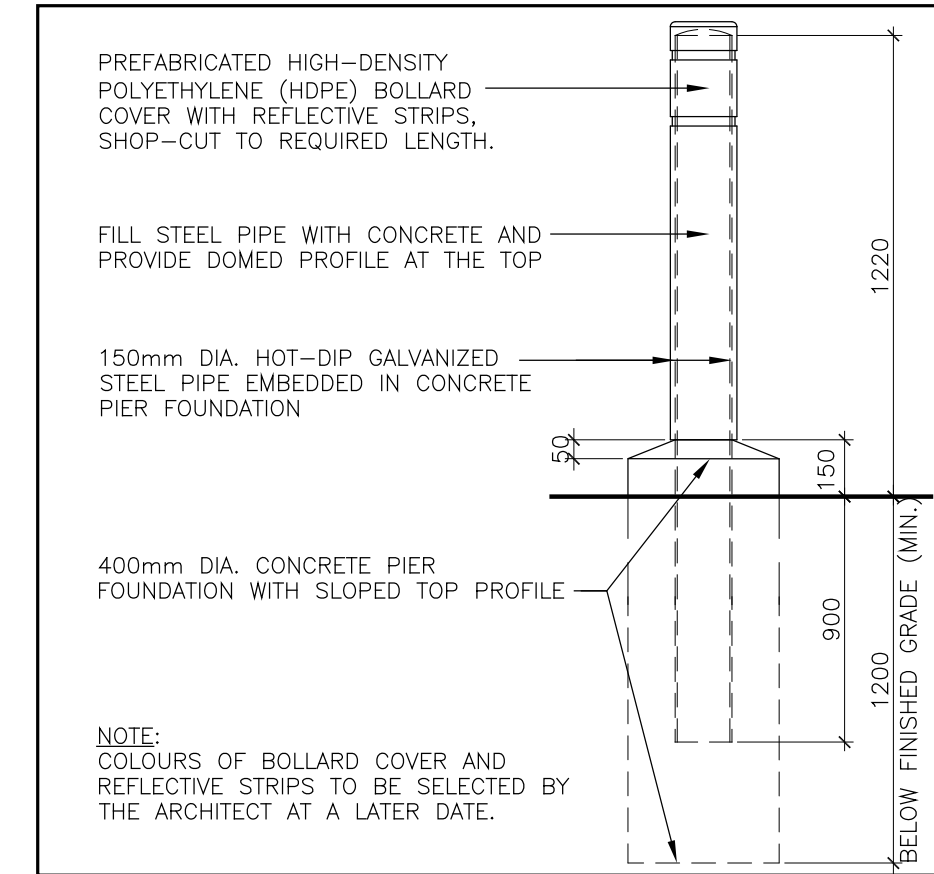 PREFABRICATED HIGH-DENSITY
POLYETHYLENE (HDPE) BOLLARD
COVER WITH REFLECTIVE STRIPS,
SHOP-CUT TO REQUIRED LENGTH.
FILL STEEL PIPE WITH CONCRETE AND
PROVIDE DOMED PROFILE AT THE TOP
150mm DIA. HOT-DIP GALVANIZED
STEEL PIPE EMBEDDED IN CONCRETE
PIER FOUNDATION
400mm DIA. CONCRETE PIER
FOUNDATION WITH SLOPED TOP PROFILE
NOTE:
COLOURS OF BOLLARD COVER AND
REFLECTIVE STRIPS TO BE SELECTED BY
THE ARCHITECT AT A LATER DATE.
50
150
1220
900
1200
BELOW FINISHED GRADE (MIN.)